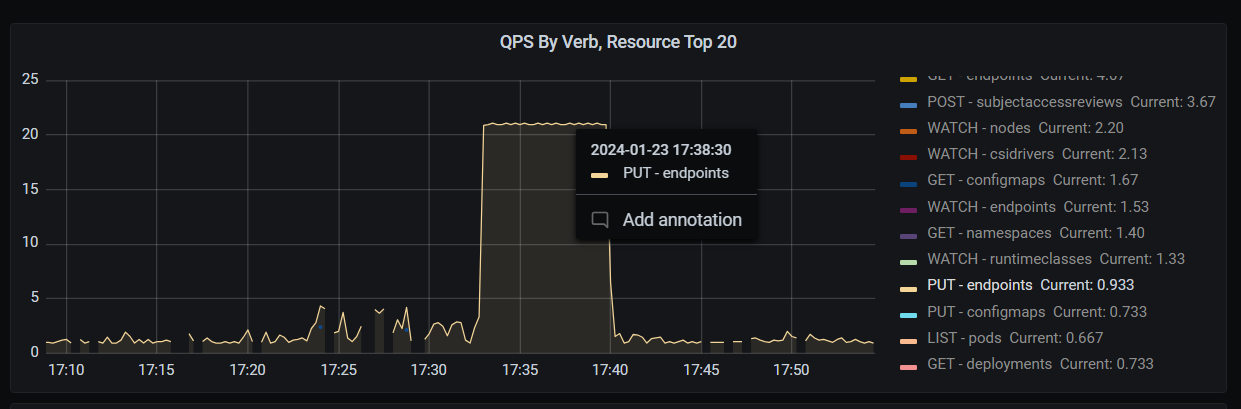 QPS By Verb, Resource Top 20
25
20
15
10
5
0
17:10 17:15 17:20 17:25 17:30 17:35 17:40 17:45 17:50
2024-01-23 17:38:30
PUT - endpoints
Add annotation
GET - endpoints Current: 4.07
POST - subjectaccessreviews Current: 3.67
WATCH - nodes Current: 2.20
WATCH - csidrivers Current: 2.13
GET - configmaps Current: 1.67
WATCH - endpoints Current: 1.53
GET - namespaces Current: 1.40
WATCH - runtimeclasses Current: 1.33
PUT - endpoints Current: 0.933
PUT - configmaps Current: 0.733
LIST - pods Current: 0.667
GET - deployments Current: 0.733